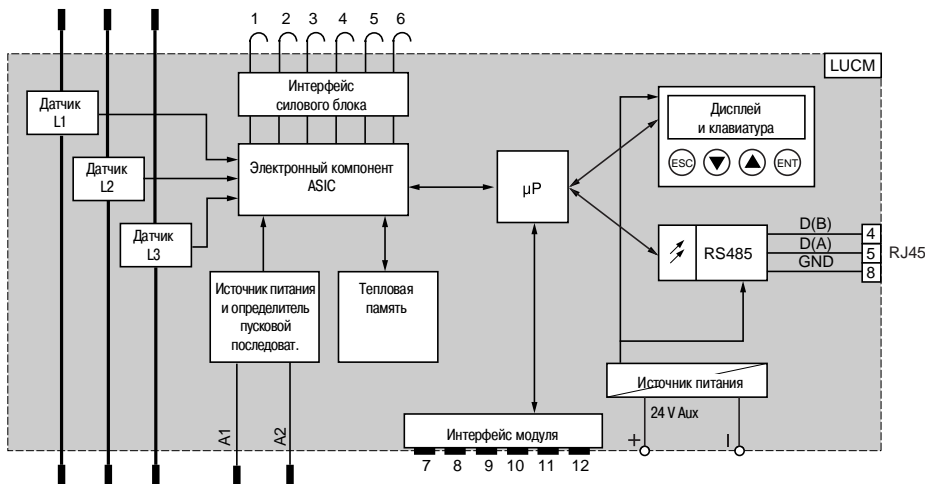 1 2 3 4 5 6
LUCM
Интерфейс
силового блока
Датчик
L1
Дисплей
и клавиатура
ESC ENT
Электронный компонент
ASIC
Датчик
L2
µP
Датчик
L3
RS485
D(B) 4
D(A) 5
GND 8
RJ45
Источник питания
и определитель
пусковой
последоват.
Тепловая
память
Источник питания
24 V Aux
A1
A2
Интерфейс модуля
+ –
7 8 9 10 11 12